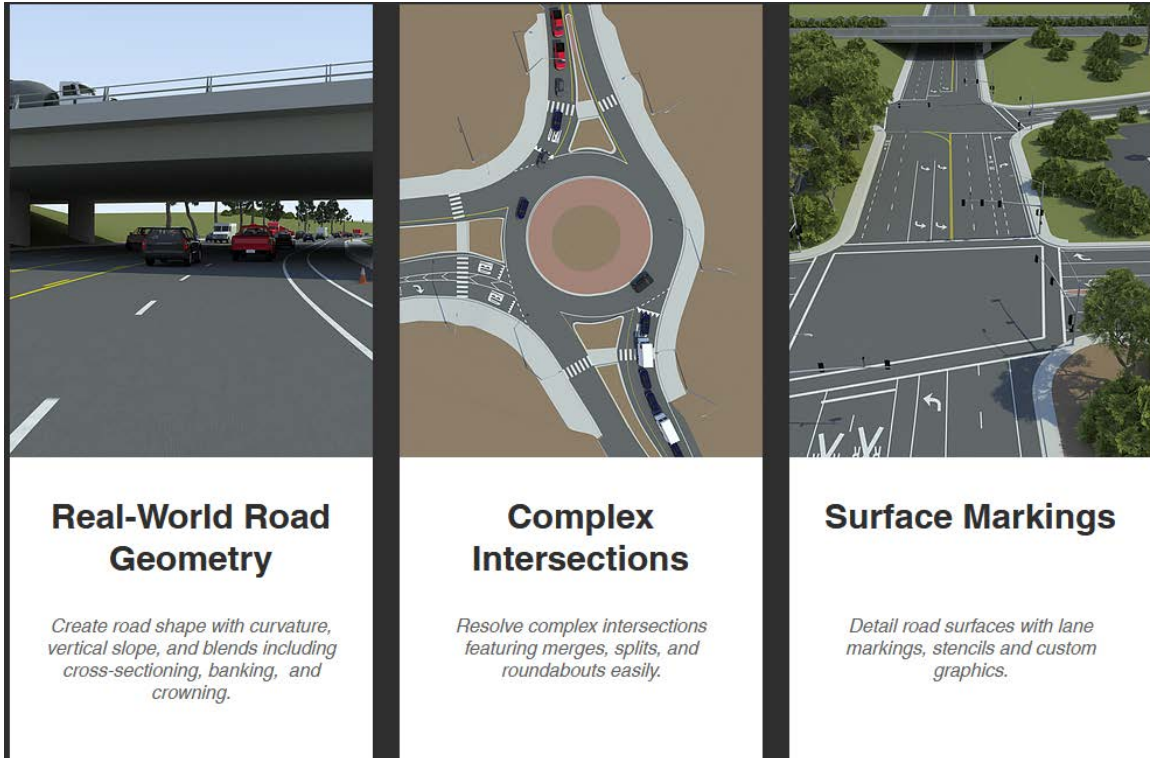 Real-World Road
Geometry
Create road shape with curvature,
vertical slope, and blends including
cross-sectioning, banking, and
crowning.
Complex
Intersections
Resolve complex intersections
featuring merges, splits, and
roundabouts easily.
Surface Markings
Detail road surfaces with lane
markings, stencils and custom
graphics.